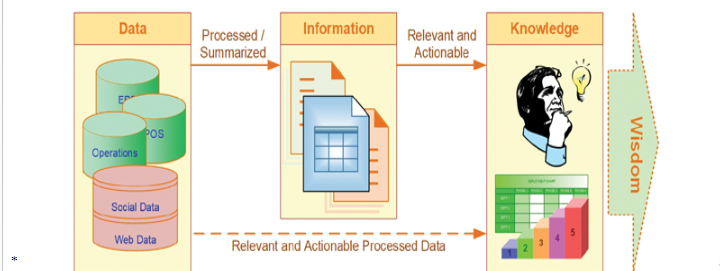 Data
Processed /
Summarized
Information
Relevant and
Actionable
Knowledge
POS
Operations
Social Data
Web Data
Relevant and Actionable Processed Data
Wisdom
1
2
3
4
5
*